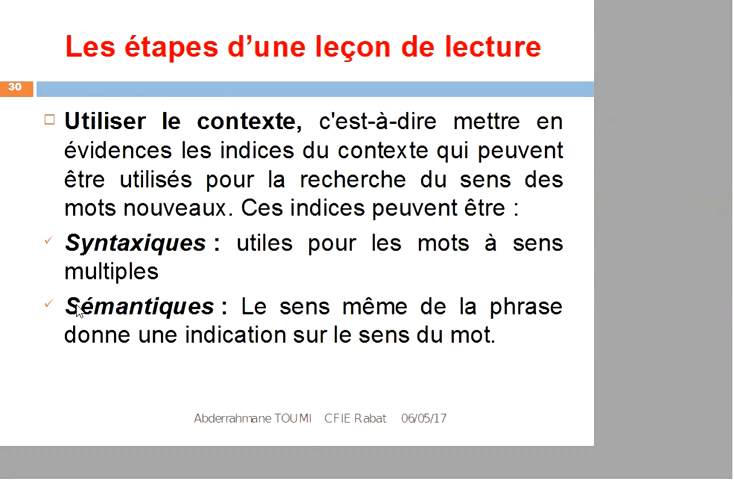 Les étapes d’une leçon de lecture
30
Utiliser le contexte, c'est-à-dire mettre en
évidences les indices du contexte qui peuvent
être utilisés pour la recherche du sens des
mots nouveaux. Ces indices peuvent être :
Syntaxiques : utiles pour les mots à sens
multiples
Sémantiques : Le sens même de la phrase
donne une indication sur le sens du mot.
Abderrahmane TOUMI CFIE Rabat 06/05/17